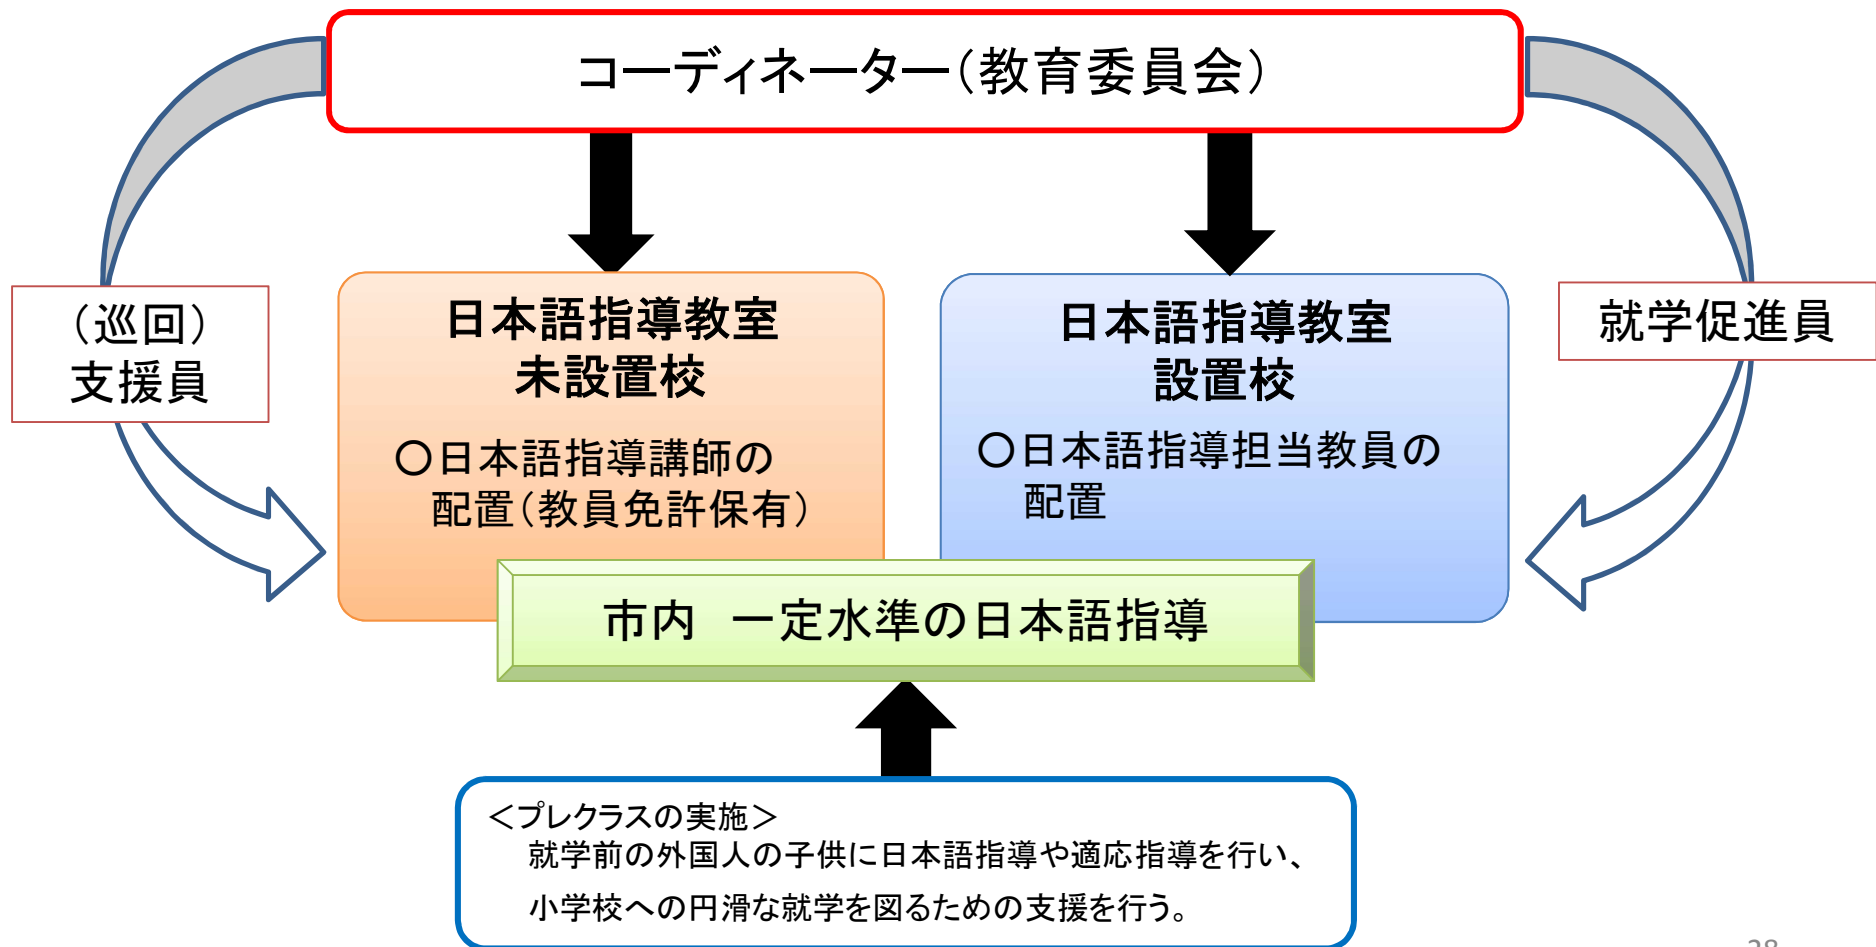 コーディネーター(教育委員会)
(巡回)
支援員
日本語指導教室
未設置校
○日本語指導講師の
配置(教員免許保有)
日本語指導教室
設置校
○日本語指導担当教員の
配置
就学促進員
市内　一定水準の日本語指導
<プレクラスの実施>
就学前の外国人の子供に日本語指導や適応指導を行い、
小学校への円滑な就学を図るための支援を行う。